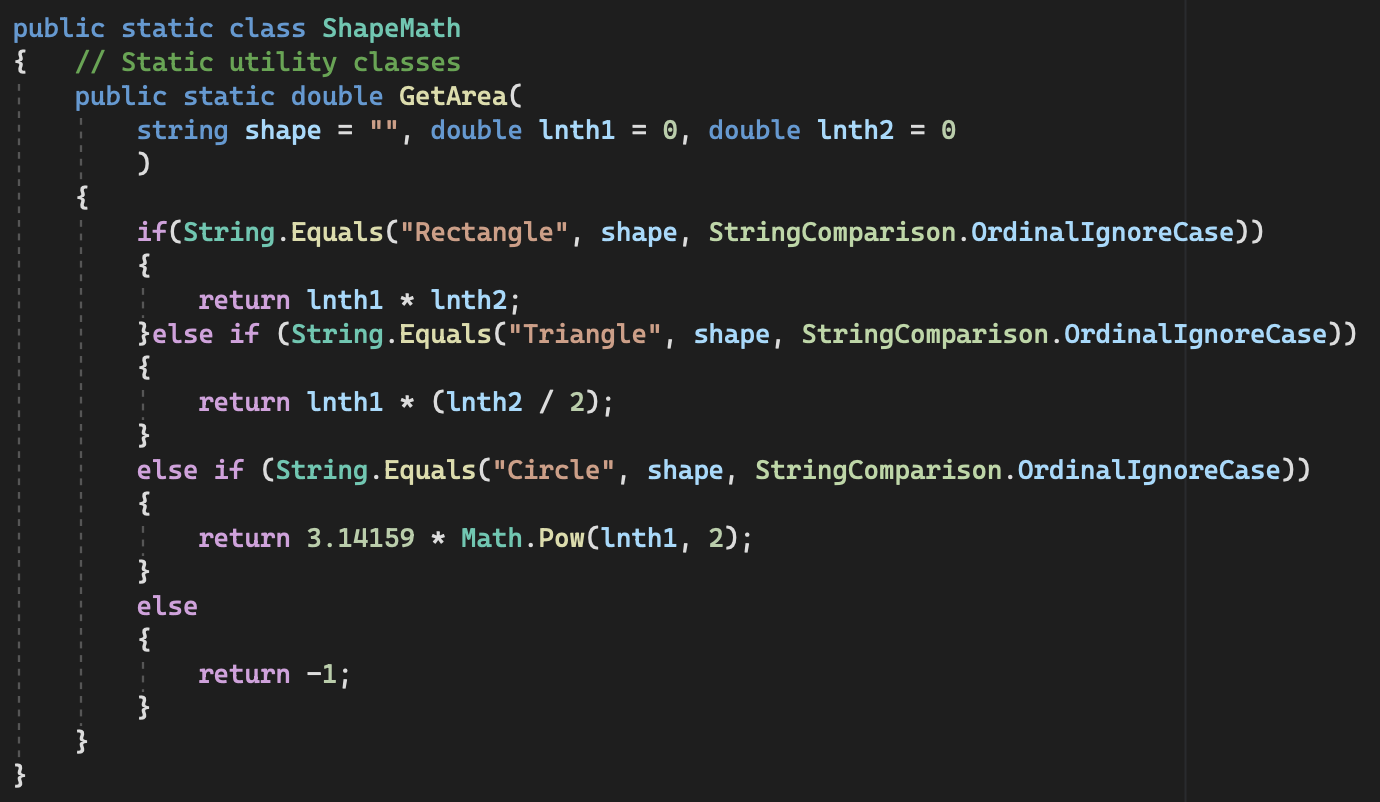 public static class ShapeMath
{   // Static utility classes
    public static double GetArea(
        string shape = "", double lnth1 = 0, double lnth2 = 0
        )
    {
        if(String.Equals("Rectangle", shape, StringComparison.OrdinalIgnoreCase))
        {
            return lnth1 * lnth2;
        }else if (String.Equals("Triangle", shape, StringComparison.OrdinalIgnoreCase))
        {
            return lnth1 * (lnth2 / 2);
        }
        else if (String.Equals("Circle", shape, StringComparison.OrdinalIgnoreCase))
        {
            return 3.14159 * Math.Pow(lnth1, 2);
        }
        else
        {
            return -1;
        }
    }
}